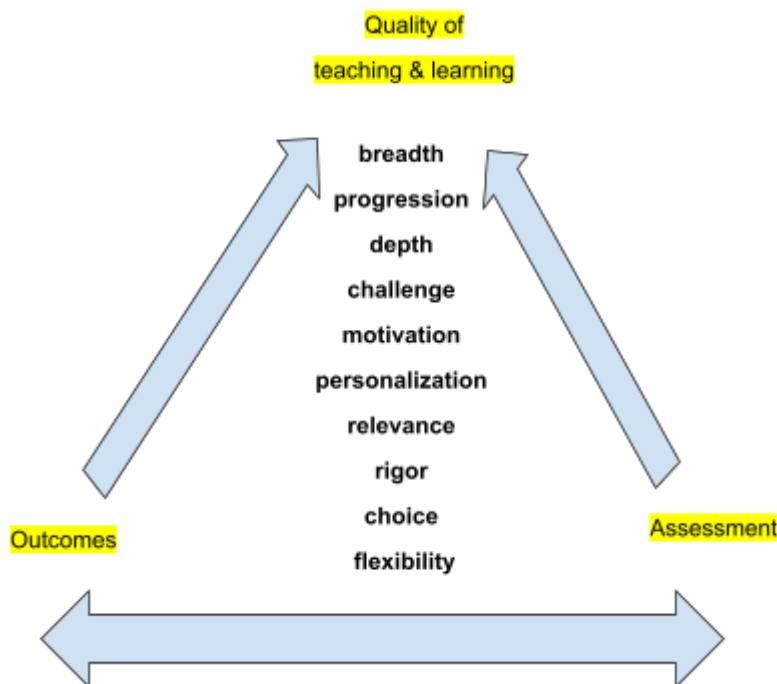 Quality of
teaching & learning
breadth
progression
depth
challenge
motivation
personalization
relevance
rigor
choice
flexibility
Outcomes
Assessment